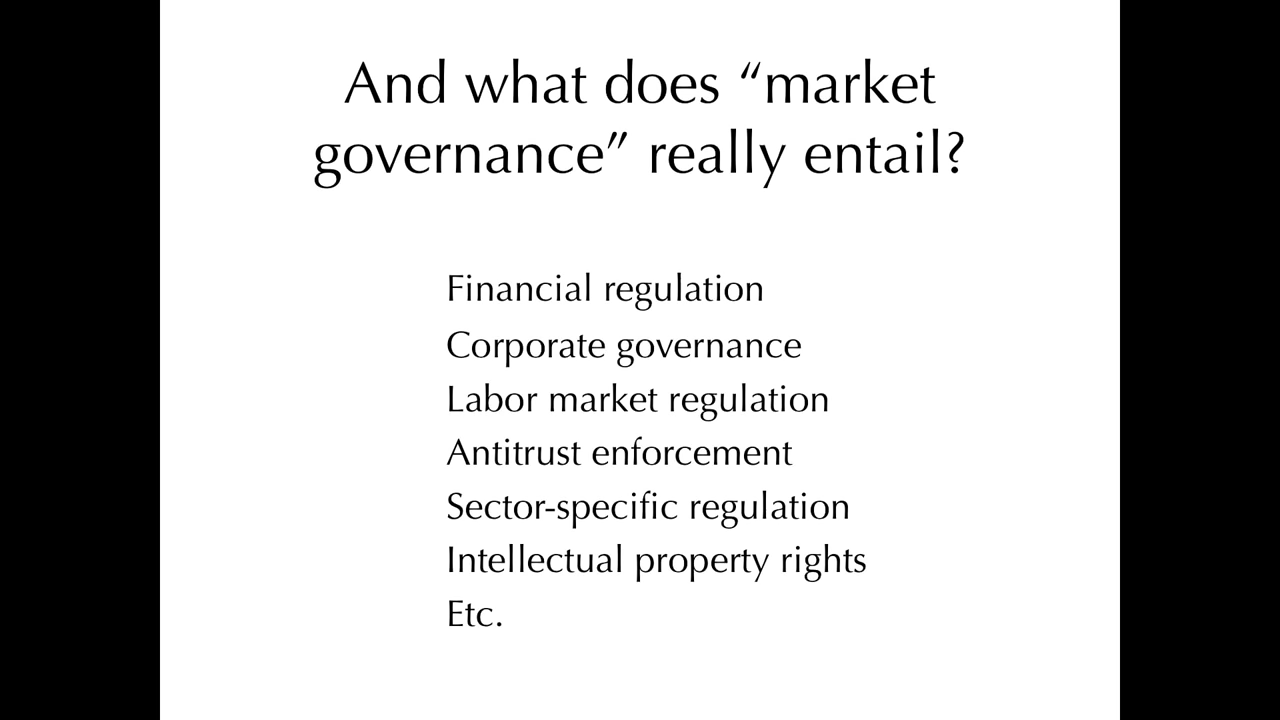 And what does “market
governance” really entail?
Financial regulation
Corporate governance
Labor market regulation
Antitrust enforcement
Sector-specific regulation
Intellectual property rights
Etc.